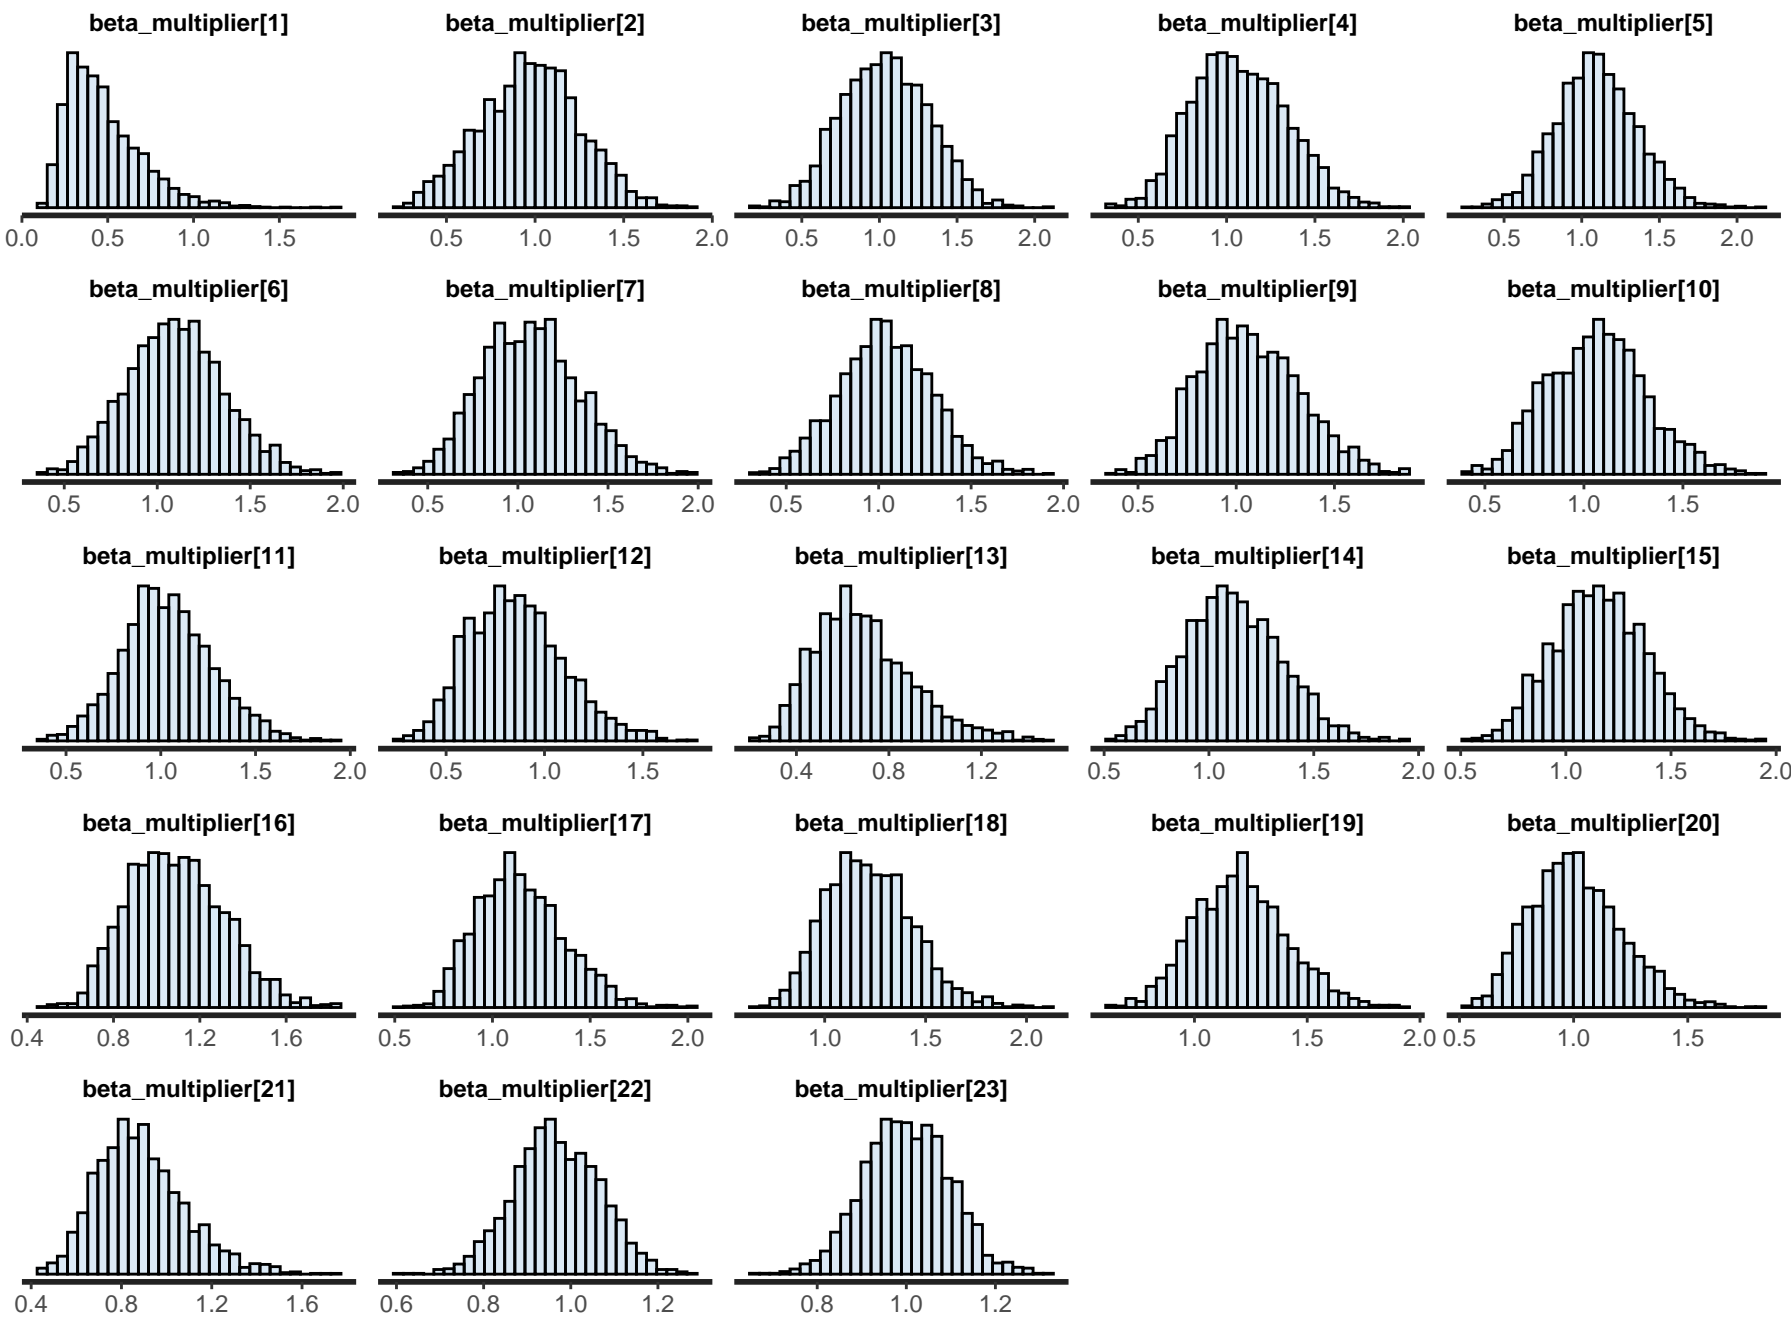 beta_multiplier[1] beta_multiplier[2] beta_multiplier[3] beta_multiplier[4] beta_multiplier[5]
0.0 0.5 1.0 1.5 0.5 1.0 1.5 2.0 0.5 1.0 1.5 2.0 0.5 1.0 1.5 2.0 0.5 1.0 1.5 2.0
beta_multiplier[6] beta_multiplier[7] beta_multiplier[8] beta_multiplier[9] beta_multiplier[10]
0.5 1.0 1.5 2.0 0.5 1.0 1.5 2.0 0.5 1.0 1.5 2.0 0.5 1.0 1.5 0.5 1.0 1.5
beta_multiplier[11] beta_multiplier[12] beta_multiplier[13] beta_multiplier[14] beta_multiplier[15]
0.5 1.0 1.5 2.0 0.5 1.0 1.5 0.4 0.8 1.2 0.5 1.0 1.5 2.0 0.5 1.0 1.5 2.0
beta_multiplier[16] beta_multiplier[17] beta_multiplier[18] beta_multiplier[19] beta_multiplier[20]
0.4 0.8 1.2 1.6 0.5 1.0 1.5 2.0 1.0 1.5 2.0 1.0 1.5 2.0 0.5 1.0 1.5
beta_multiplier[21] beta_multiplier[22] beta_multiplier[23]
0.4 0.8 1.2 1.6 0.6 0.8 1.0 1.2 0.8 1.0 1.2